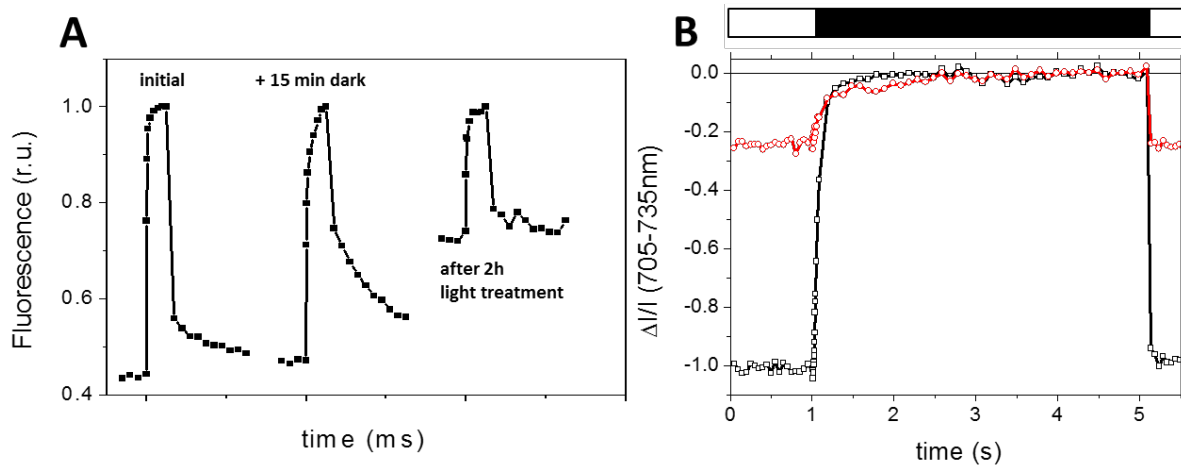 A
initial
+ 15 min dark
after 2h
light treatment
Fluorescence (r.u.)
1.0
0.8
0.6
0.4
time (ms)
B
ΔI/I (705-735nm)
0.0
-0.2
-0.4
-0.6
-0.8
-1.0
0 1 2 3 4 5
time (s)